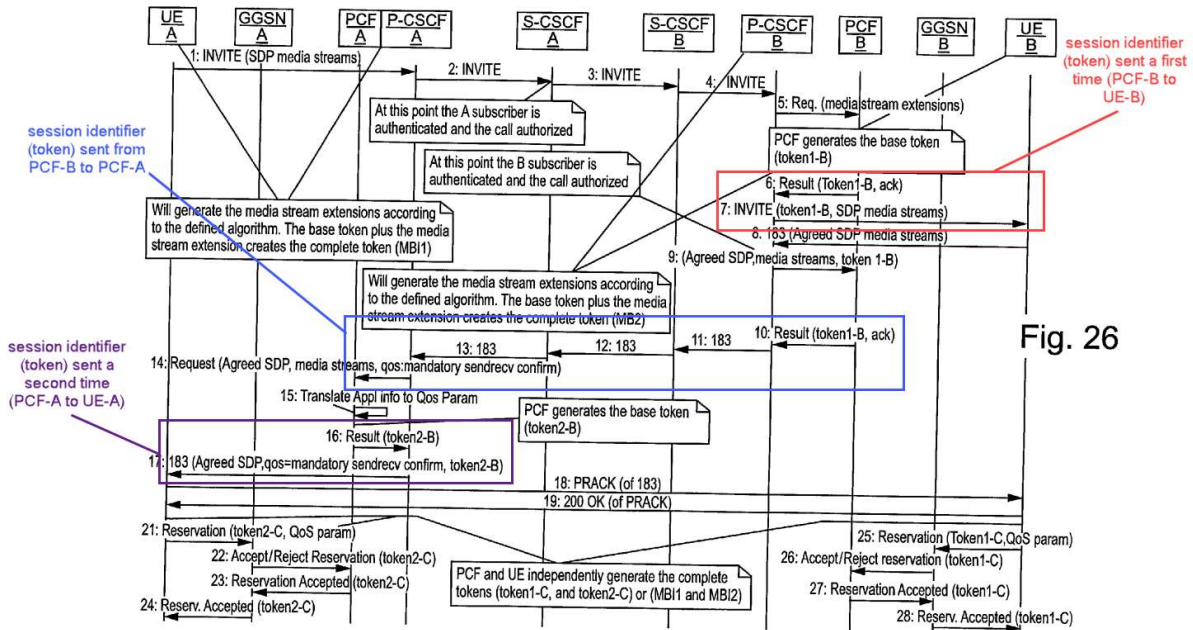 UE
A
GGSN
A
PCF
A
P-CSCF
A
S-CSCF
A
S-CSCF
B
P-CSCF
B
PCF
B
GGSN
B
UE
B
session identifier
(token) sent a first
time (PCF-B to
UE-B)
1: INVITE (SDP media streams)
2: INVITE
3: INVITE
4: INVITE
5: Req. (media stream extensions)
At this point the A subscriber is
authenticated and the call authorized
session identifier
(token) sent from
PCF-B to PCF-A
PCF generates the base token
(token1-B)
At this point the B subscriber is
authenticated and the call authorized
6: Result (Token1-B, ack)
7: INVITE (token1-B, SDP media streams)
8: 183 (Agreed SDP media streams)
Will generate the media stream extensions according
to the defined algorithm. The base token plus the media
stream extension creates the complete token (MBI1)
9: (Agreed SDP,media streams, token 1-B)
Will generate the media stream extensions according
to the defined algorithm. The base token plus the media
stream extension creates the complete token (MB2)
10: Result (token1-B, ack)
11: 183
12: 183
13: 183
Fig. 26
session identifier
(token) sent a
second time
(PCF-A to UE-A)
14: Request (Agreed SDP, media streams, qos:mandatory sendrecv confirm)
15: Translate Appl info to Qos Param
PCF generates the base token
(token2-B)
16: Result (token2-B)
17: 183 (Agreed SDP,qos=mandatory sendrecv confirm, token2-B)
18: PRACK (of 183)
19: 200 OK (of PRACK)
21: Reservation (token2-C, QoS param)
22: Accept/Reject Reservation (token2-C)
23: Reservation Accepted (token2-C)
24: Reserv. Accepted (token2-C)
PCF and UE independently generate the complete
tokens (token1-C, and token2-C) or (MBI1 and MBI2)
25: Reservation (Token1-C,QoS param)
26: Accept/Reject reservation (token1-C)
27: Reservation Accepted (token1-C)
28: Reserv. Accepted (token1-C)